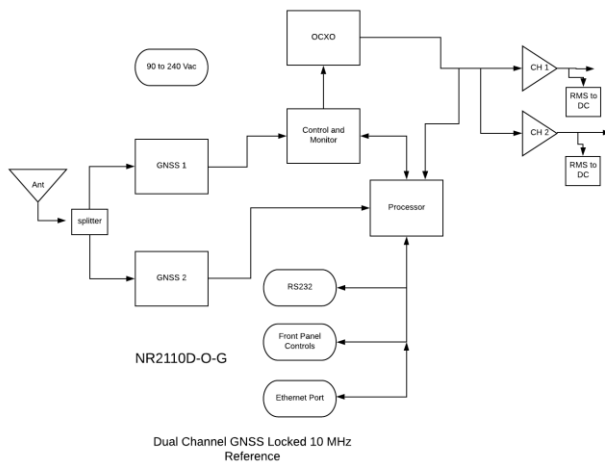 OCXO
90 to 240 Vac
CH 1
RMS to
DC
Control and
Monitor
CH 2
GNSS 1
RMS to
DC
Ant
splitter
Processor
GNSS 2
RS232
Front Panel
Controls
NR2110D-O-G
Ethernet Port
Dual Channel GNSS Locked 10 MHz
Reference